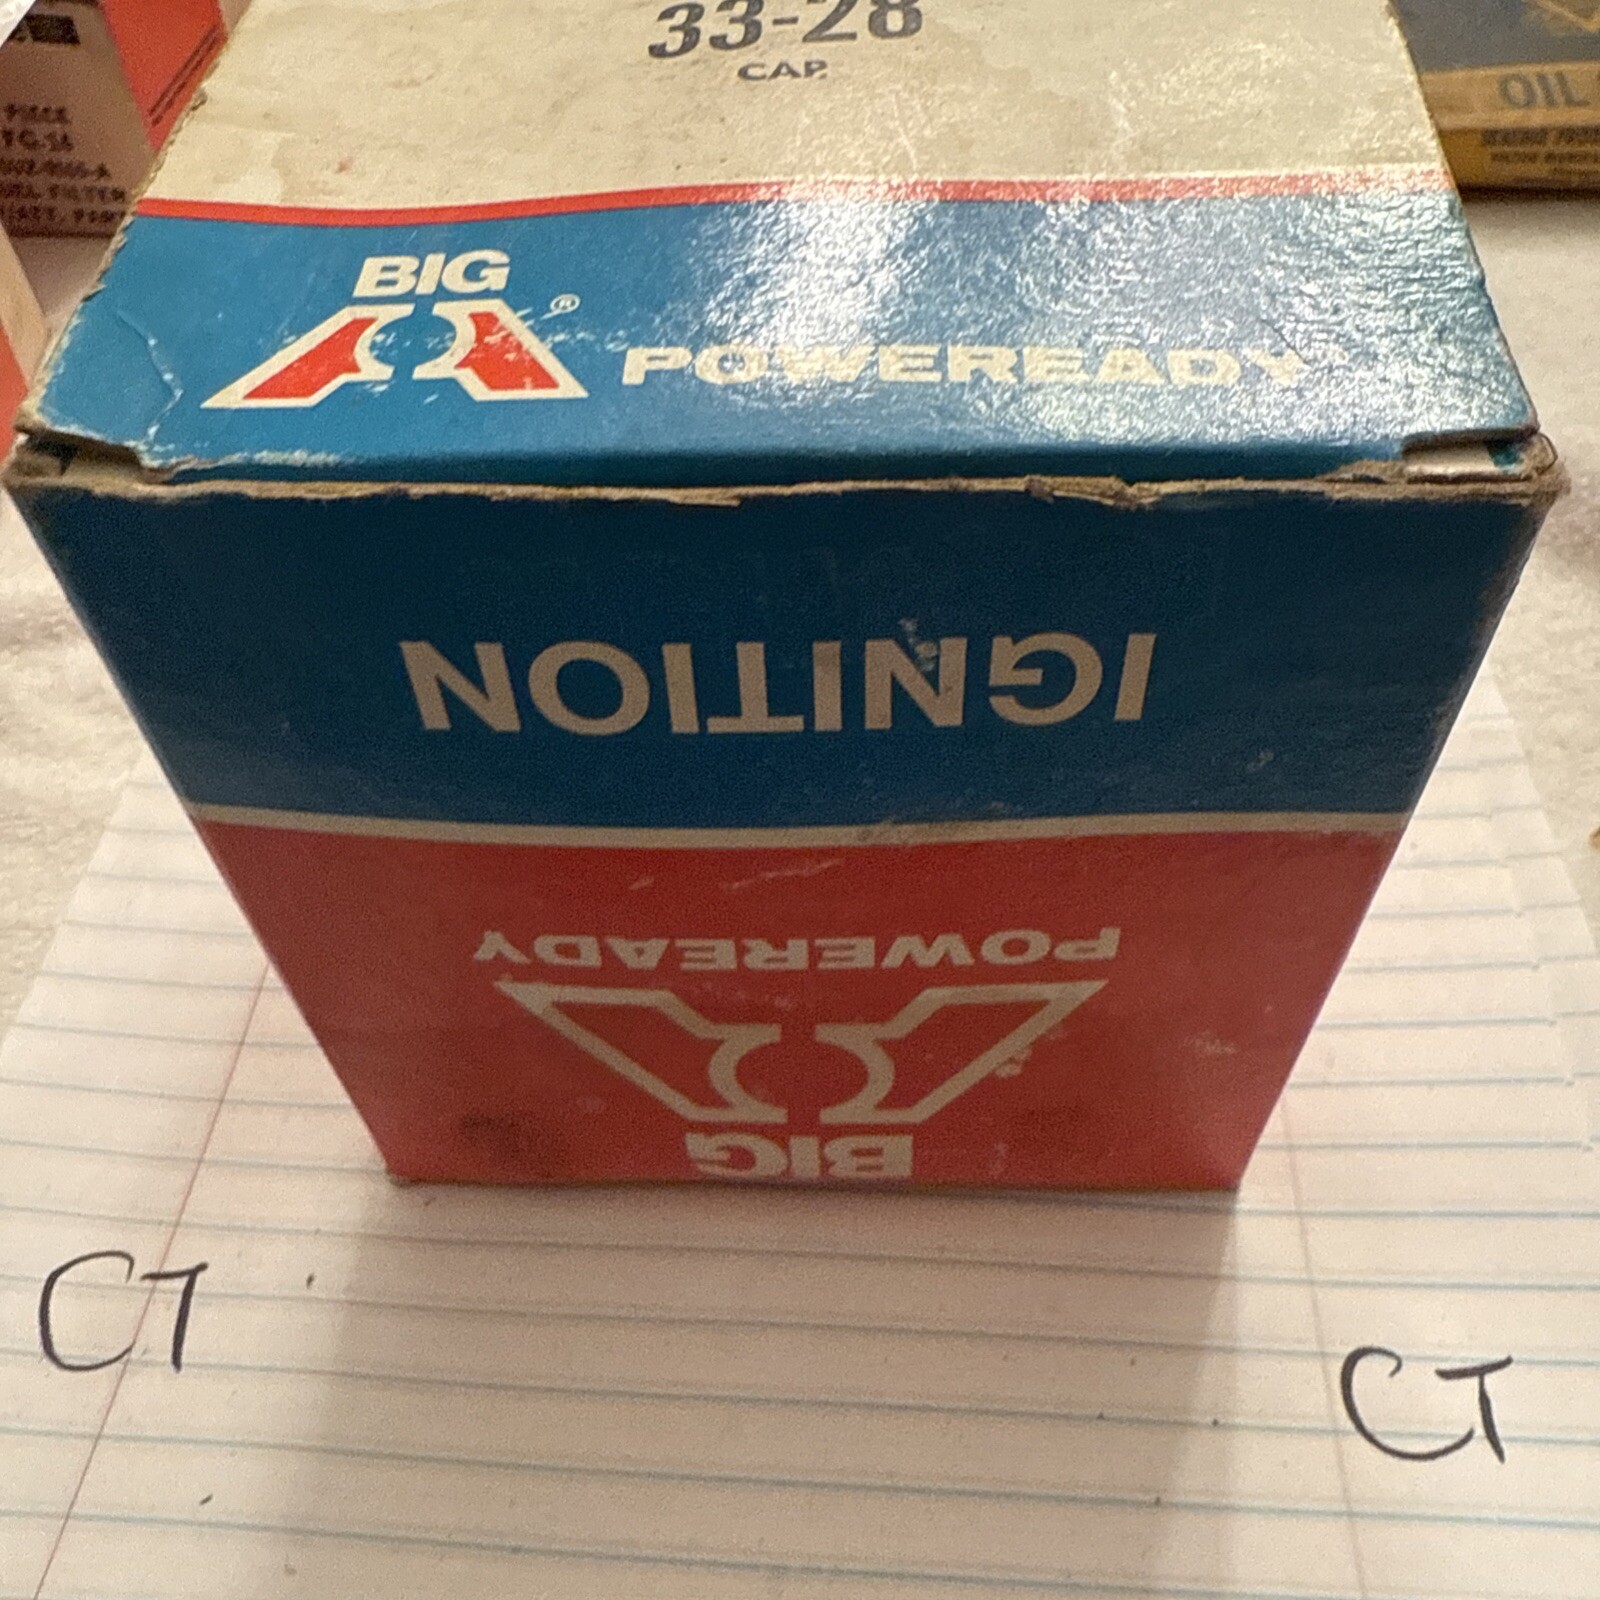 33-28
CAP.
BIG
®
POWEREADY
IGNITION
POWEREADY
BIG
CT
CT
OIL